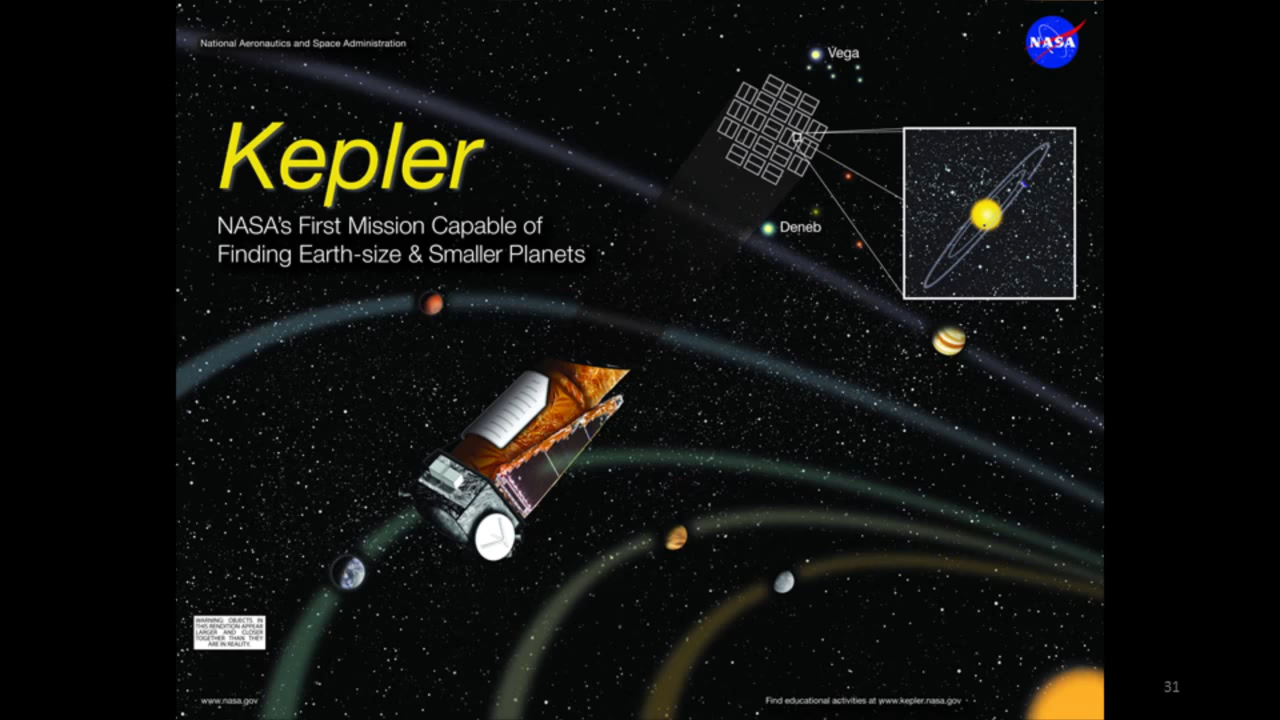 National Aeronautics and Space Administration
NASA
Vega
Kepler
NASA's First Mission Capable of
Finding Earth-size & Smaller Planets
Deneb
WARNING: OBJECTS IN
THIS RENDITION APPEAR
LARGER AND CLOSER
TOGETHER THAN THEY
ARE IN REALITY.
www.nasa.gov
Find educational activities at www.kepler.nasa.gov
31